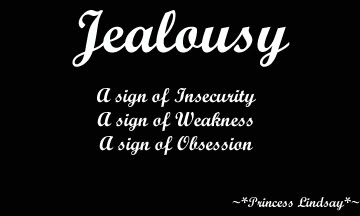 Jealousy
A sign of Insecurity
A sign of Weakness
A sign of Obsession
~*Princess Lindsay*~